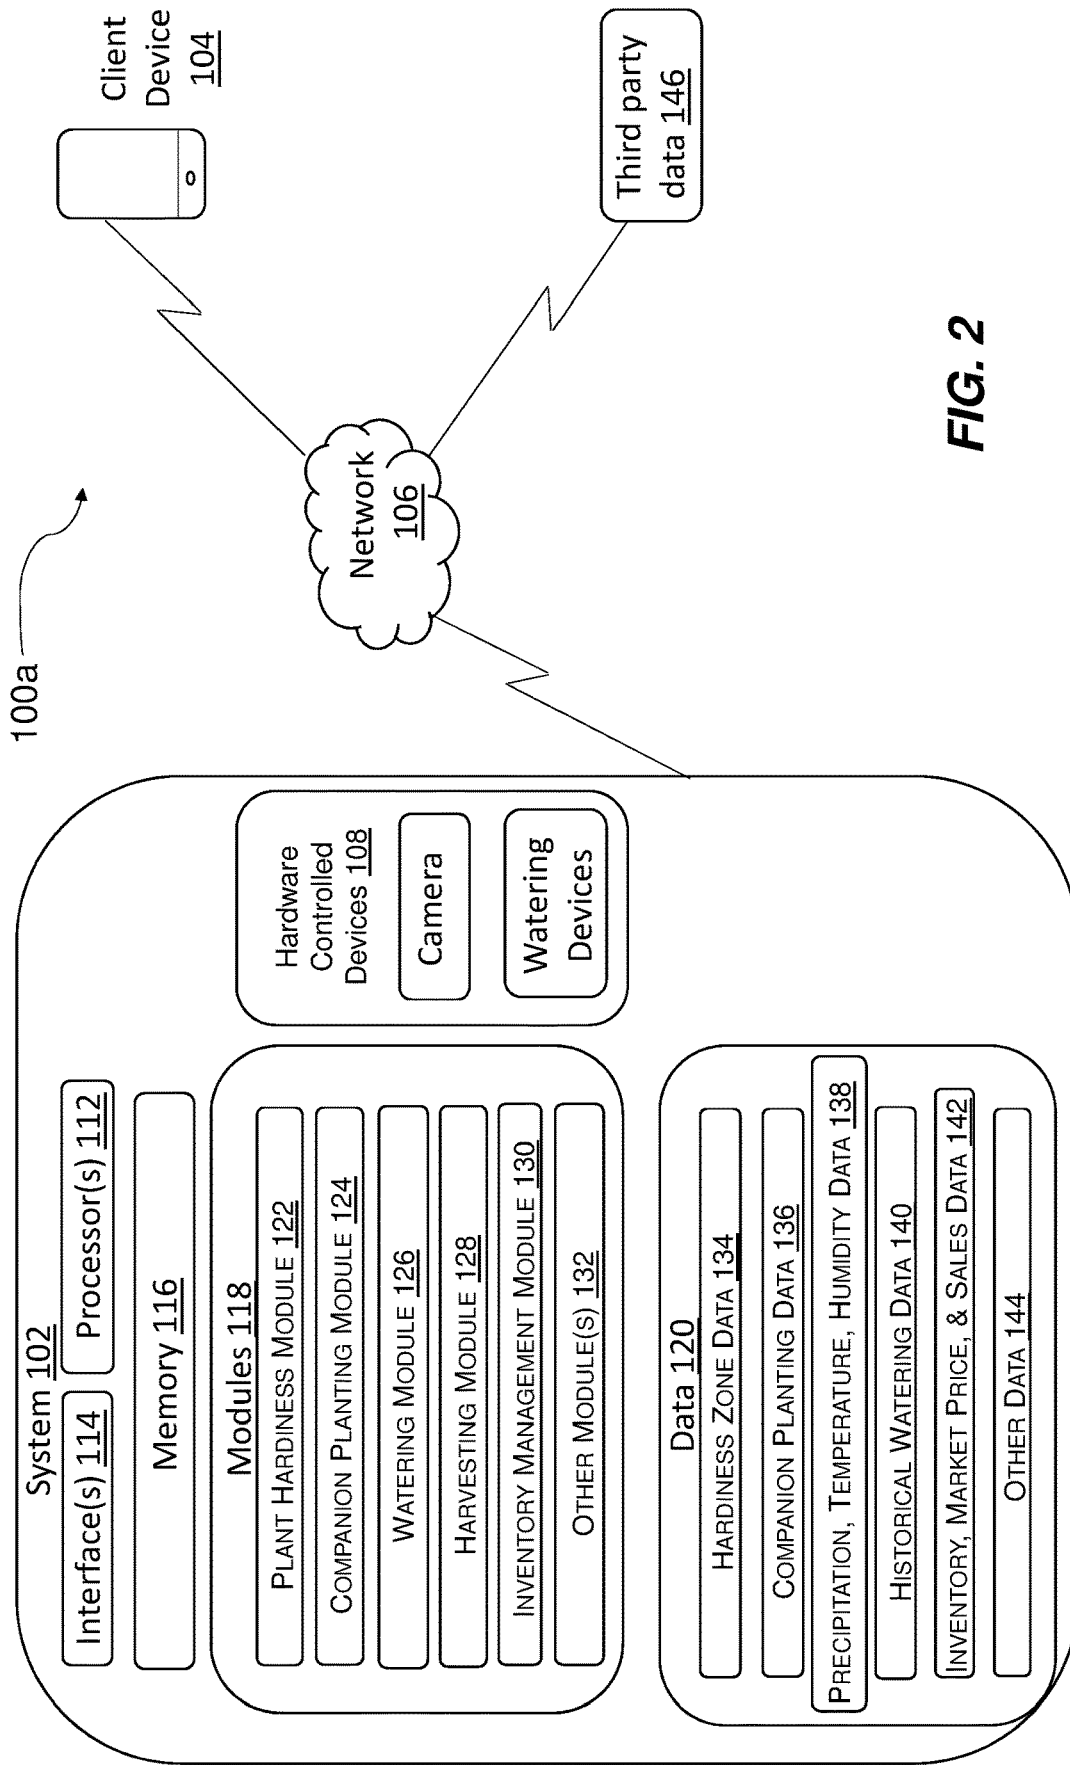 100a
System 102
Interface(s) 114
Processor(s) 112
Memory 116
Modules 118
PLANT HARDINESS MODULE 122
COMPANION PLANTING MODULE 124
WATERING MODULE 126
HARVESTING MODULE 128
INVENTORY MANAGEMENT MODULE 130
OTHER MODULE(S) 132
Hardware
Controlled
Devices 108
Camera
Watering
Devices
Data 120
HARDINESS ZONE DATA 134
COMPANION PLANTING DATA 136
PRECIPITATION, TEMPERATURE, HUMIDITY DATA 138
HISTORICAL WATERING DATA 140
INVENTORY, MARKET PRICE, & SALES DATA 142
OTHER DATA 144
Network
106
Client
Device
104
Third party
data 146
FIG. 2